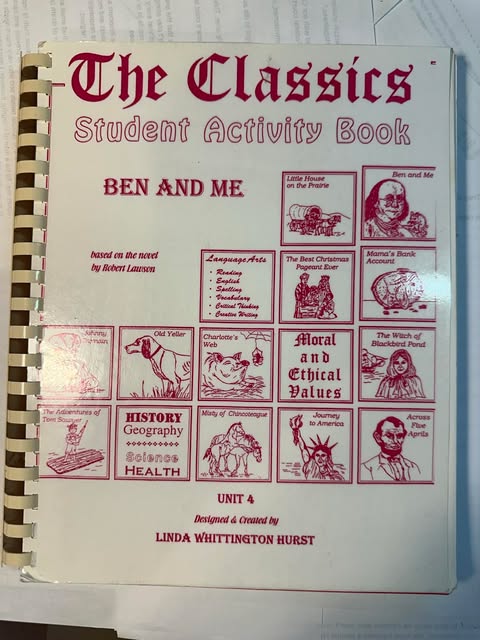 The Classics
Student Activity Book
BEN AND ME
based on the novel
by Robert Lawson
Little House
on the Prairie
Ben and Me
Language Arts
• Reading
• English
• Spelling
• Vocabulary
• Critical Thinking
• Creative Writing
The Best Christmas
Pageant Ever
Mama's Bank
Account
Johnny
Tremain
Old Yeller
Charlotte's
Web
Moral
and
Ethical
Values
The Witch of
Blackbird Pond
The Adventures of
Tom Sawyer
HISTORY
Geography
Science
HEALTH
Misty of Chincoteague
Journey
to America
Across
Five
Aprils
UNIT 4
Designed & Created by
LINDA WHITTINGTON HURST